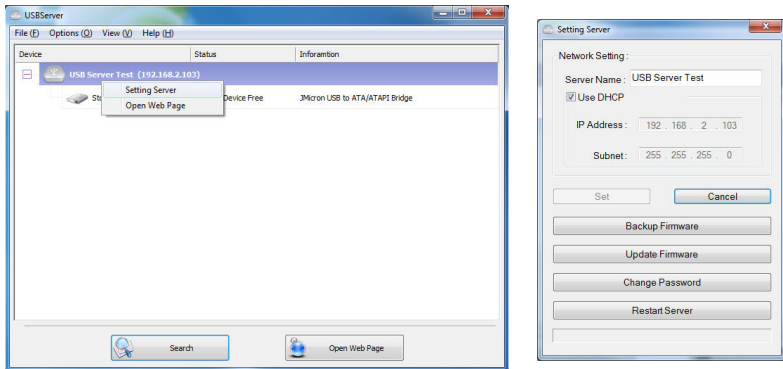 USBServer
File (F) Options (O) View (V) Help (H)
Device Status Inforamtion
USB Server Test (192.168.2.103)
Setting Server
Device Free JMicron USB to ATA/ATAPI Bridge
Open Web Page
Search Open Web Page
Setting Server
Network Setting :
Server Name : USB Server Test
Use DHCP
IP Address : 192 . 168 . 2 . 103
Subnet : 255 . 255 . 255 . 0
Set Cancel
Backup Firmware
Update Firmware
Change Password
Restart Server